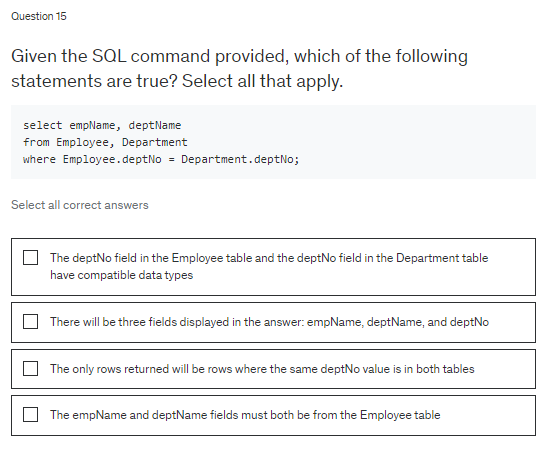 Question 15
Given the SQL command provided, which of the following
statements are true? Select all that apply.
select empName, deptName
from Employee, Department
where Employee.deptNo = Department.deptNo;
Select all correct answers
The deptNo field in the Employee table and the deptNo field in the Department table
have compatible data types
There will be three fields displayed in the answer: empName, deptName, and deptNo
The only rows returned will be rows where the same deptNo value is in both tables
The empName and deptName fields must both be from the Employee table